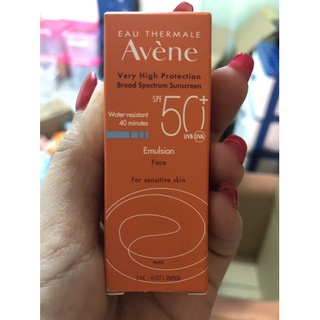 EAU THERMALE
Avène
Very High Protection
Broad Spectrum Sunscreen
SPF 50+
UVB-UVA
Water-resistant
40 minutes
Emulsion
Face
For sensitive skin